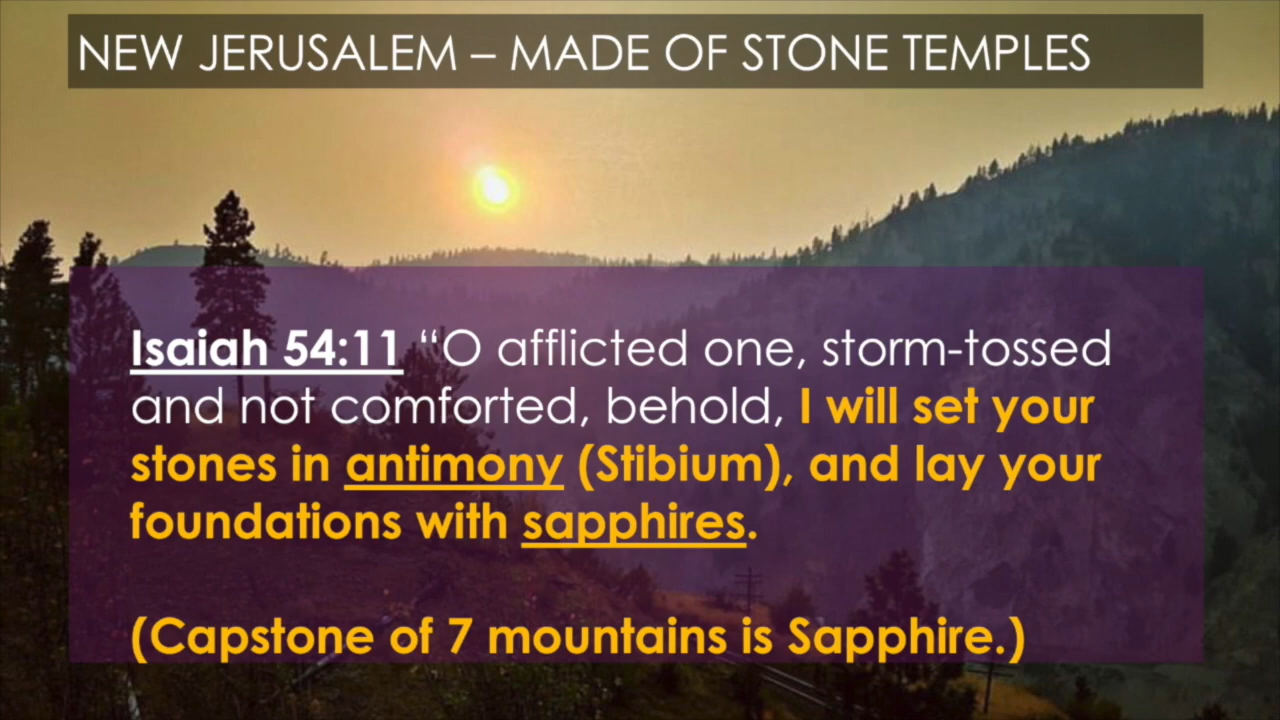 NEW JERUSALEM – MADE OF STONE TEMPLES
Isaiah 54:11 “O afflicted one, storm-tossed
and not comforted, behold, I will set your
stones in antimony (Stibium), and lay your
foundations with sapphires.
(Capstone of 7 mountains is Sapphire.)